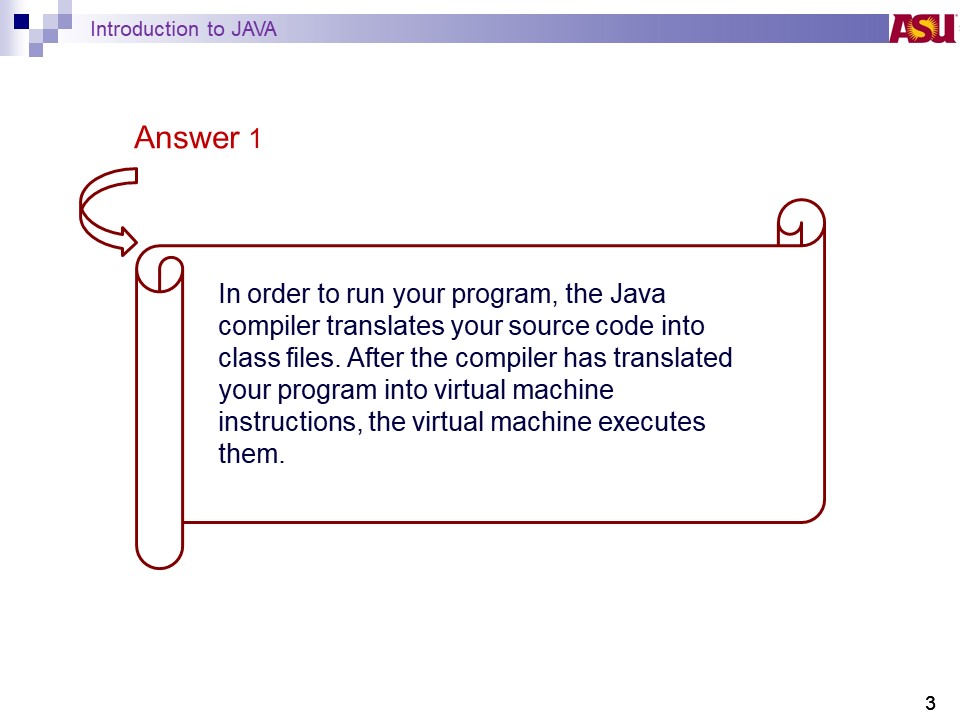 Introduction to JAVA
ASU
Answer 1
In order to run your program, the Java
compiler translates your source code into
class files. After the compiler has translated
your program into virtual machine
instructions, the virtual machine executes
them.
3